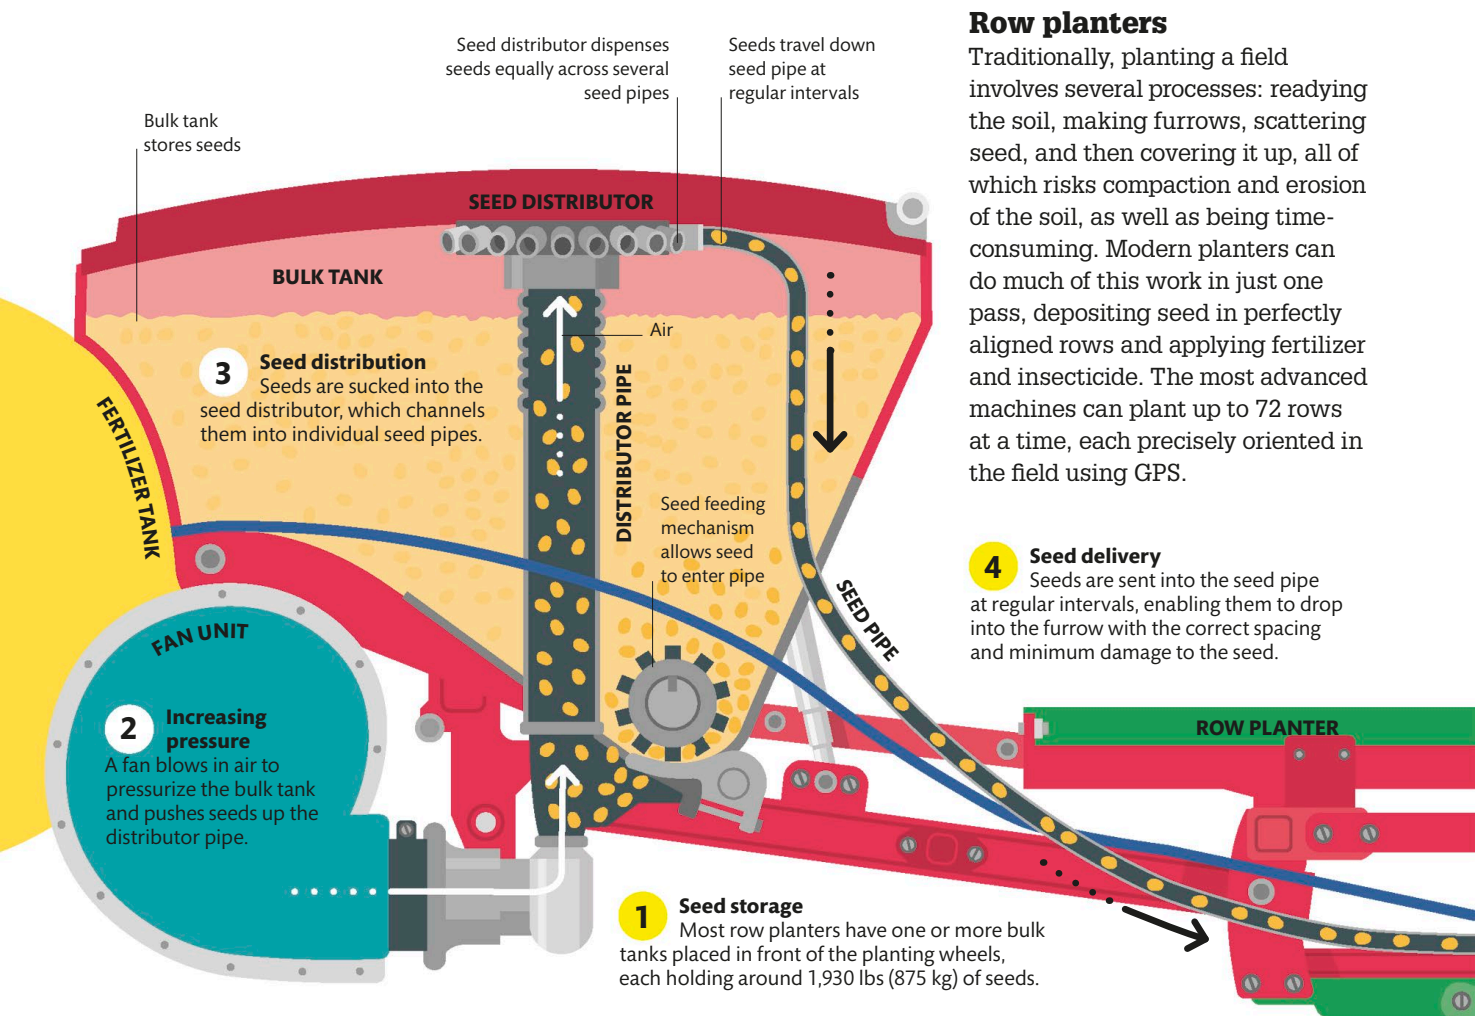 Row planters
Traditionally, planting a field
involves several processes: readying
the soil, making furrows, scattering
seed, and then covering it up, all of
which risks compaction and erosion
of the soil, as well as being time-
consuming. Modern planters can
do much of this work in just one
pass, depositing seed in perfectly
aligned rows and applying fertilizer
and insecticide. The most advanced
machines can plant up to 72 rows
at a time, each precisely oriented in
the field using GPS.
Seed distributor dispenses
seeds equally across several
seed pipes
Seeds travel down
seed pipe at
regular intervals
Bulk tank
stores seeds
SEED DISTRIBUTOR
BULK TANK
Air
3 Seed distribution
Seeds are sucked into the
seed distributor, which channels
them into individual seed pipes.
DISTRIBUTOR PIPE
FERTILIZER TANK
Seed feeding
mechanism
allows seed
to enter pipe
SEED PIPE
4 Seed delivery
Seeds are sent into the seed pipe
at regular intervals, enabling them to drop
into the furrow with the correct spacing
and minimum damage to the seed.
FAN UNIT
2 Increasing
pressure
A fan blows in air to
pressurize the bulk tank
and pushes seeds up the
distributor pipe.
ROW PLANTER
1 Seed storage
Most row planters have one or more bulk
tanks placed in front of the planting wheels,
each holding around 1,930 lbs (875 kg) of seeds.